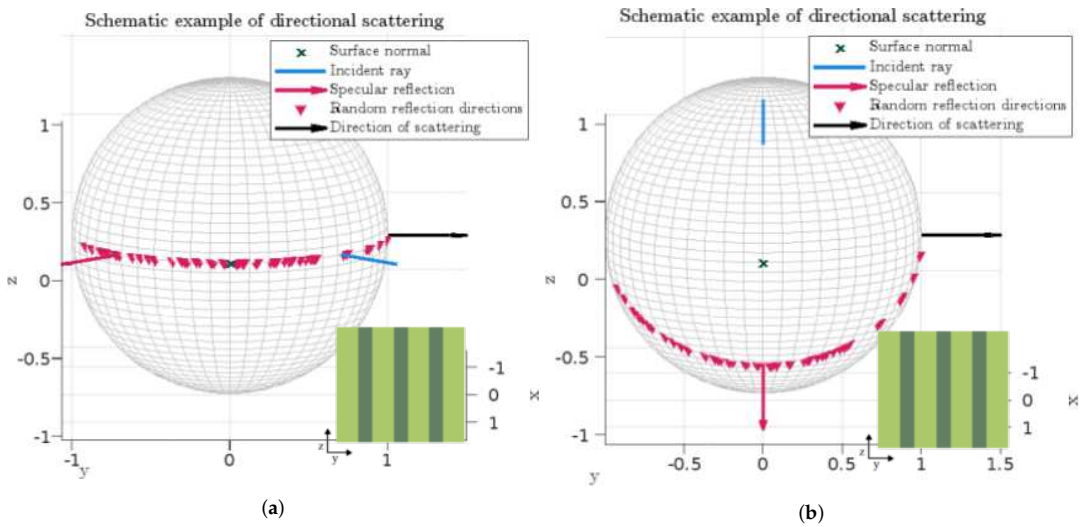 Schematic example of directional scattering
Surface normal
Incident ray
Specular reflection
Random reflection directions
Direction of scattering
1
0.5
0
-0.5
-1
z
-1
0
1
y
-1
0
1
x
z
y
(a)
Schematic example of directional scattering
Surface normal
Incident ray
Specular reflection
Random reflection directions
Direction of scattering
1
0.5
0
-0.5
-1
z
-0.5
0
0.5
1
1.5
y
-1
0
1
x
z
y
(b)